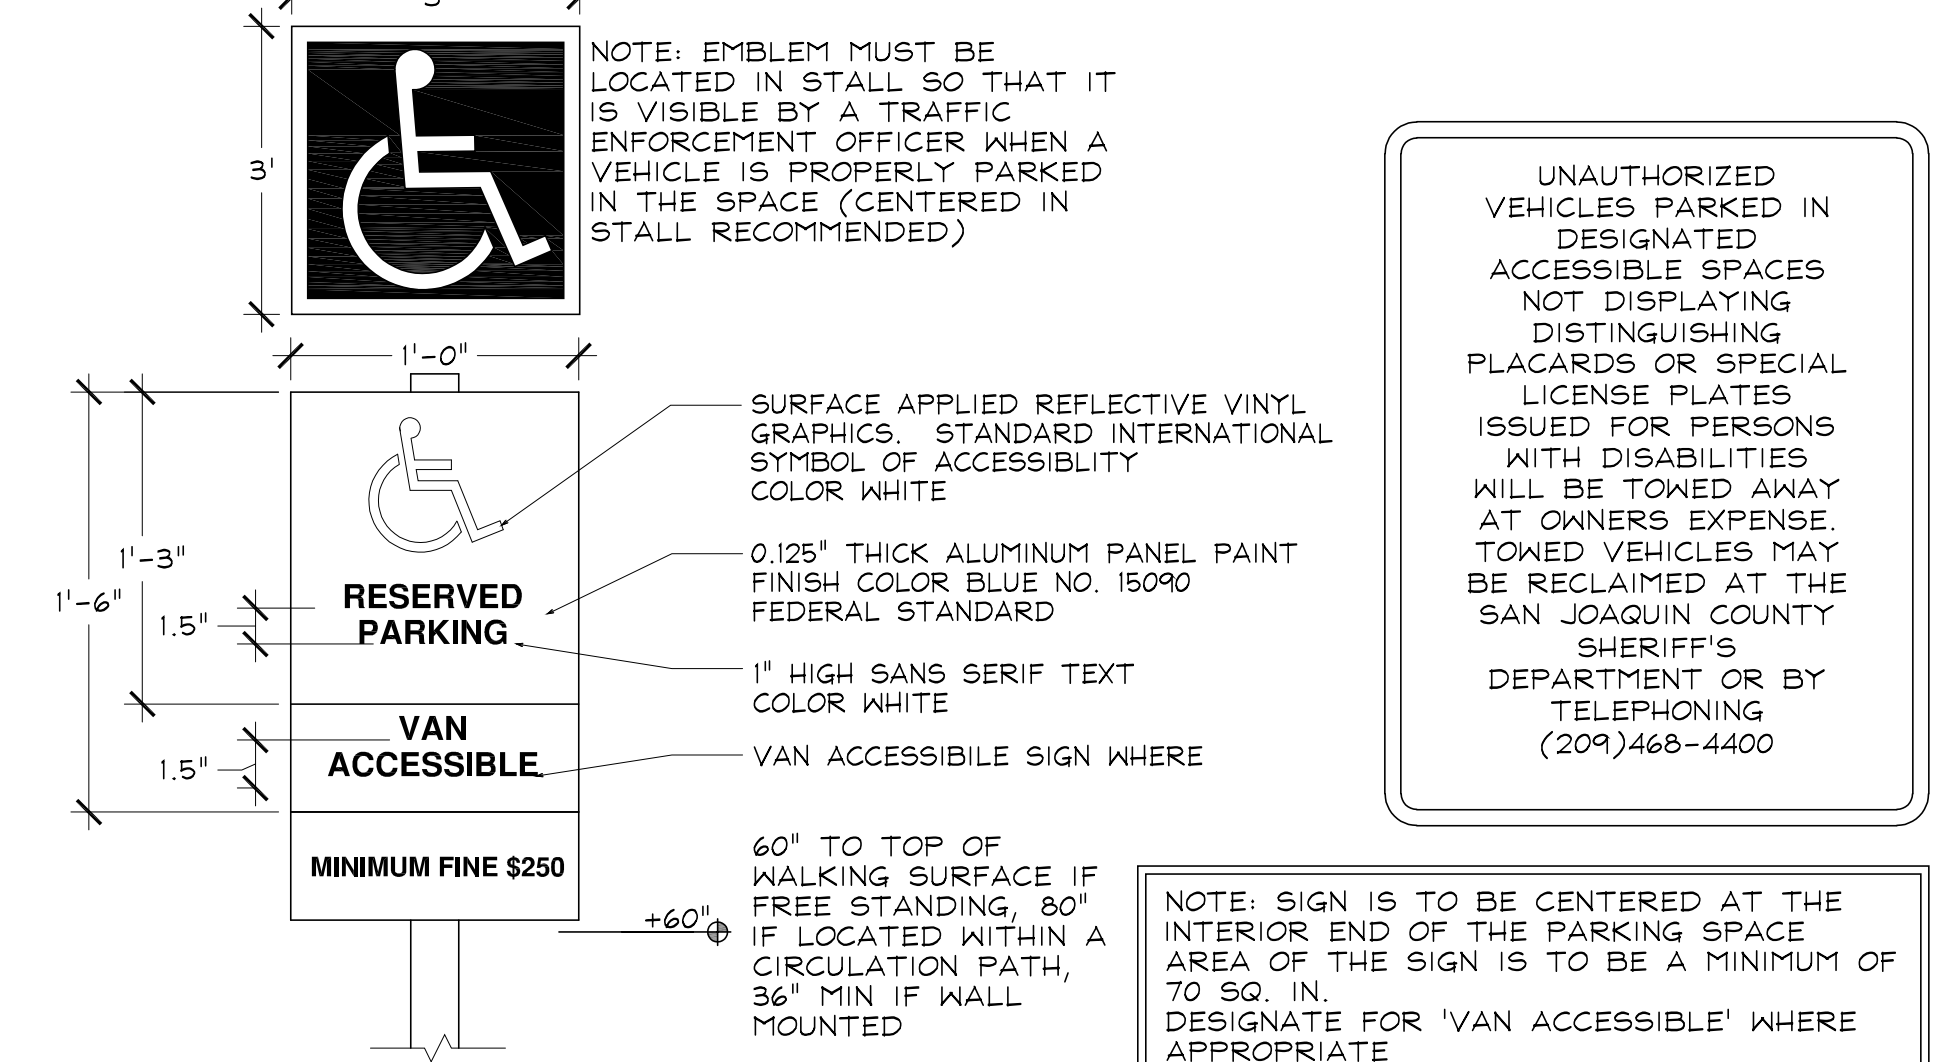 3'
NOTE: EMBLEM MUST BE
LOCATED IN STALL SO THAT IT
IS VISIBLE BY A TRAFFIC
ENFORCEMENT OFFICER WHEN A
VEHICLE IS PROPERLY PARKED
IN THE SPACE (CENTERED IN
STALL RECOMMENDED)
1'-0"
1'-3"
1'-6"
1.5"
1.5"
RESERVED
PARKING
VAN
ACCESSIBLE
MINIMUM FINE $250
SURFACE APPLIED REFLECTIVE VINYL
GRAPHICS. STANDARD INTERNATIONAL
SYMBOL OF ACCESSIBLITY
COLOR WHITE
0.125" THICK ALUMINUM PANEL PAINT
FINISH COLOR BLUE NO. 15090
FEDERAL STANDARD
1" HIGH SANS SERIF TEXT
COLOR WHITE
VAN ACCESSIBILE SIGN WHERE
+60"
60" TO TOP OF
WALKING SURFACE IF
FREE STANDING, 80"
IF LOCATED WITHIN A
CIRCULATION PATH,
36" MIN IF WALL
MOUNTED
UNAUTHORIZED
VEHICLES PARKED IN
DESIGNATED
ACCESSIBLE SPACES
NOT DISPLAYING
DISTINGUISHING
PLACARDS OR SPECIAL
LICENSE PLATES
ISSUED FOR PERSONS
WITH DISABILITIES
WILL BE TOWED AWAY
AT OWNERS EXPENSE.
TOWED VEHICLES MAY
BE RECLAIMED AT THE
SAN JOAQUIN COUNTY
SHERIFF'S
DEPARTMENT OR BY
TELEPHONING
(209)468-4400
NOTE: SIGN IS TO BE CENTERED AT THE
INTERIOR END OF THE PARKING SPACE
AREA OF THE SIGN IS TO BE A MINIMUM OF
70 SQ. IN.
DESIGNATE FOR 'VAN ACCESSIBLE' WHERE
APPROPRIATE